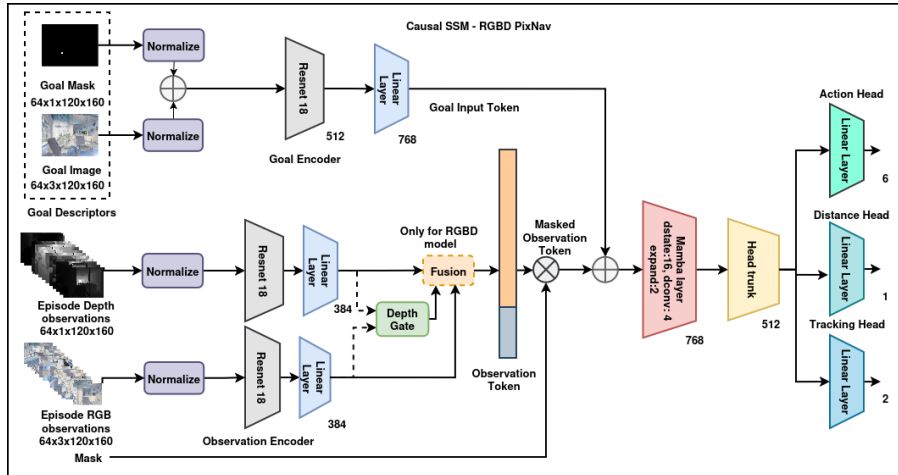 Causal SSM - RGBD PixNav
Goal Mask
64x1x120x160
Goal Image
64x3x120x160
Goal Descriptors
Normalize
Normalize
Resnet 18
512
Goal Encoder
Linear
Layer
768
Goal Input Token
Episode Depth
observations
64x1x120x160
Normalize
Resnet 18
Linear
Layer
384
Only for RGBD
model
Fusion
Depth
Gate
Episode RGB
observations
64x3x120x160
Normalize
Resnet 18
Linear
Layer
384
Observation Encoder
Mask
Observation
Token
Masked
Observation
Token
Mamba layer
dstate:16, dconv: 4
expand:2
768
Head trunk
512
Action Head
Linear Layer
6
Distance Head
Linear Layer
1
Tracking Head
Linear Layer
2